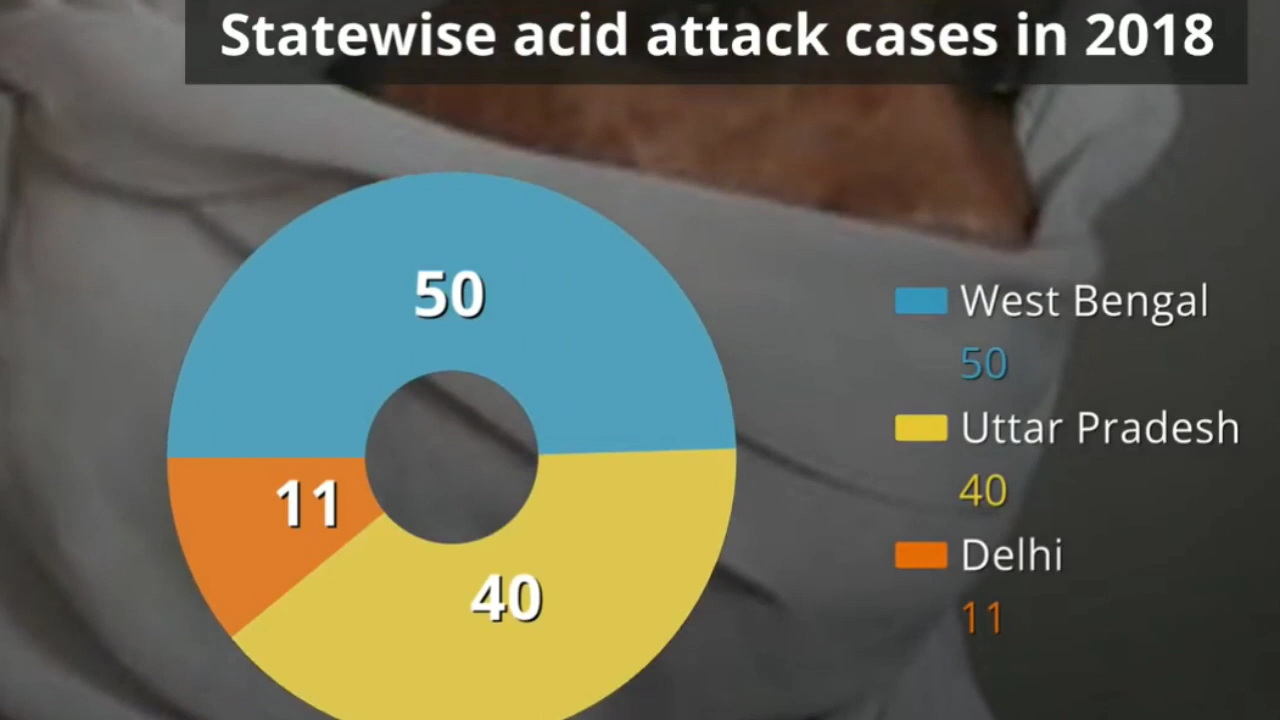 Statewise acid attack cases in 2018
50
11
40
West Bengal
50
Uttar Pradesh
40
Delhi
11